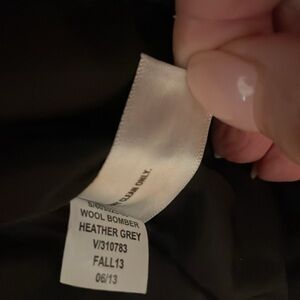 CLEAN ONLY.
WOOL BOMBER
HEATHER GREY
V/310783
FALL13
06/13